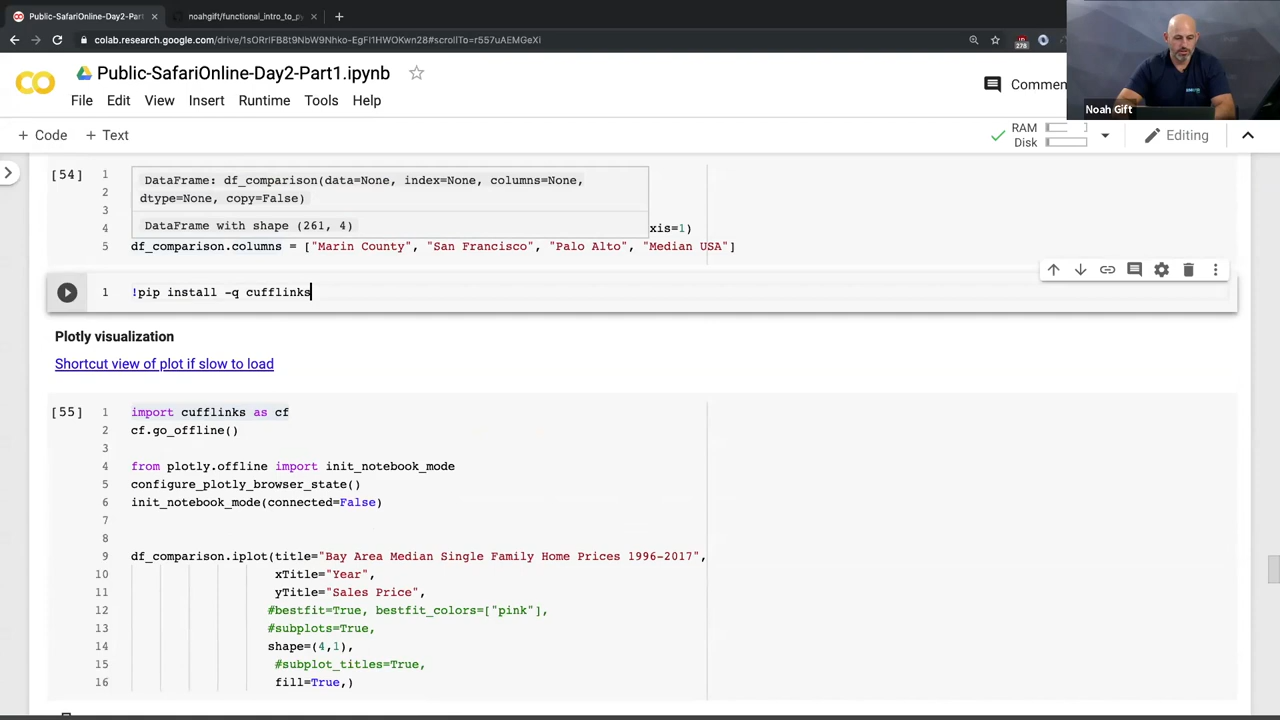 Public-SafariOnline-Day2-Part1
noahgift/functional_intro_to_py
colab.research.google.com/drive/1sORrlFB8t9NbW9Nhko-EgFl1HWOKwn28#scrollTo=r557uAEMGeXi
278
Public-SafariOnline-Day2-Part1.ipynb
File Edit View Insert Runtime Tools Help
Commen
Noah Gift
+ Code + Text
RAM
Disk
Editing
[54] 1
DataFrame: df_comparison(data=None, index=None, columns=None,
2
dtype=None, copy=False)
3
DataFrame with shape (261, 4)
4 xis=1)
5 df_comparison.columns = ["Marin County", "San Francisco", "Palo Alto", "Median USA"]
1 !pip install -q cufflinks
Plotly visualization
Shortcut view of plot if slow to load
[55] 1 import cufflinks as cf
2 cf.go_offline()
3
4 from plotly.offline import init_notebook_mode
5 configure_plotly_browser_state()
6 init_notebook_mode(connected=False)
7
8
9 df_comparison.iplot(title="Bay Area Median Single Family Home Prices 1996-2017",
10 xTitle="Year",
11 yTitle="Sales Price",
12 #bestfit=True, bestfit_colors=["pink"],
13 #subplots=True,
14 shape=(4,1),
15 #subplot_titles=True,
16 fill=True,)